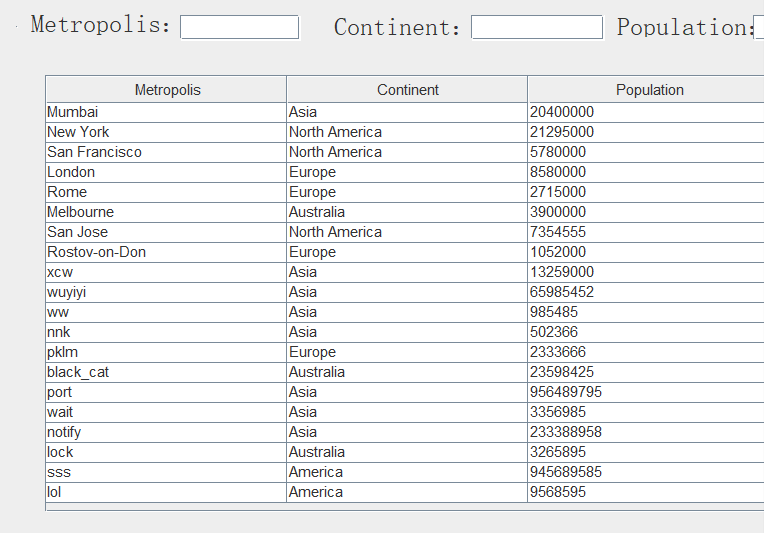 Metropolis: Continent: Population:
Metropolis Continent Population
Mumbai Asia 20400000
New York North America 21295000
San Francisco North America 5780000
London Europe 8580000
Rome Europe 2715000
Melbourne Australia 3900000
San Jose North America 7354555
Rostov-on-Don Europe 1052000
xcw Asia 13259000
wuyiyi Asia 65985452
ww Asia 985485
nnk Asia 502366
pklm Europe 2333666
black_cat Australia 23598425
port Asia 956489795
wait Asia 3356985
notify Asia 233388958
lock Australia 3265895
sss America 945689585
lol America 9568595